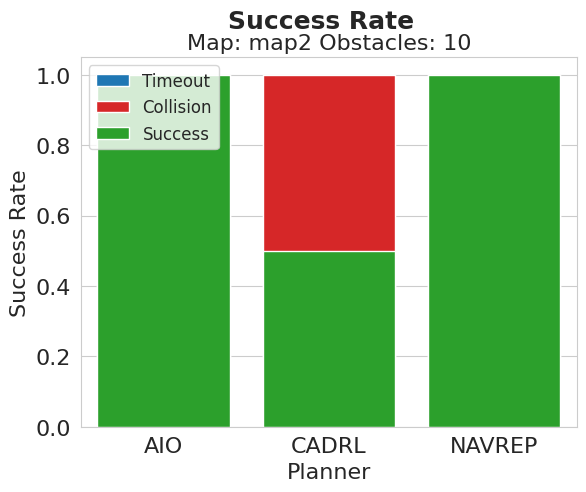 Success Rate
Map: map2 Obstacles: 10
Success Rate
1.0
0.8
0.6
0.4
0.2
0.0
Timeout
Collision
Success
AIO CADRL NAVREP
Planner